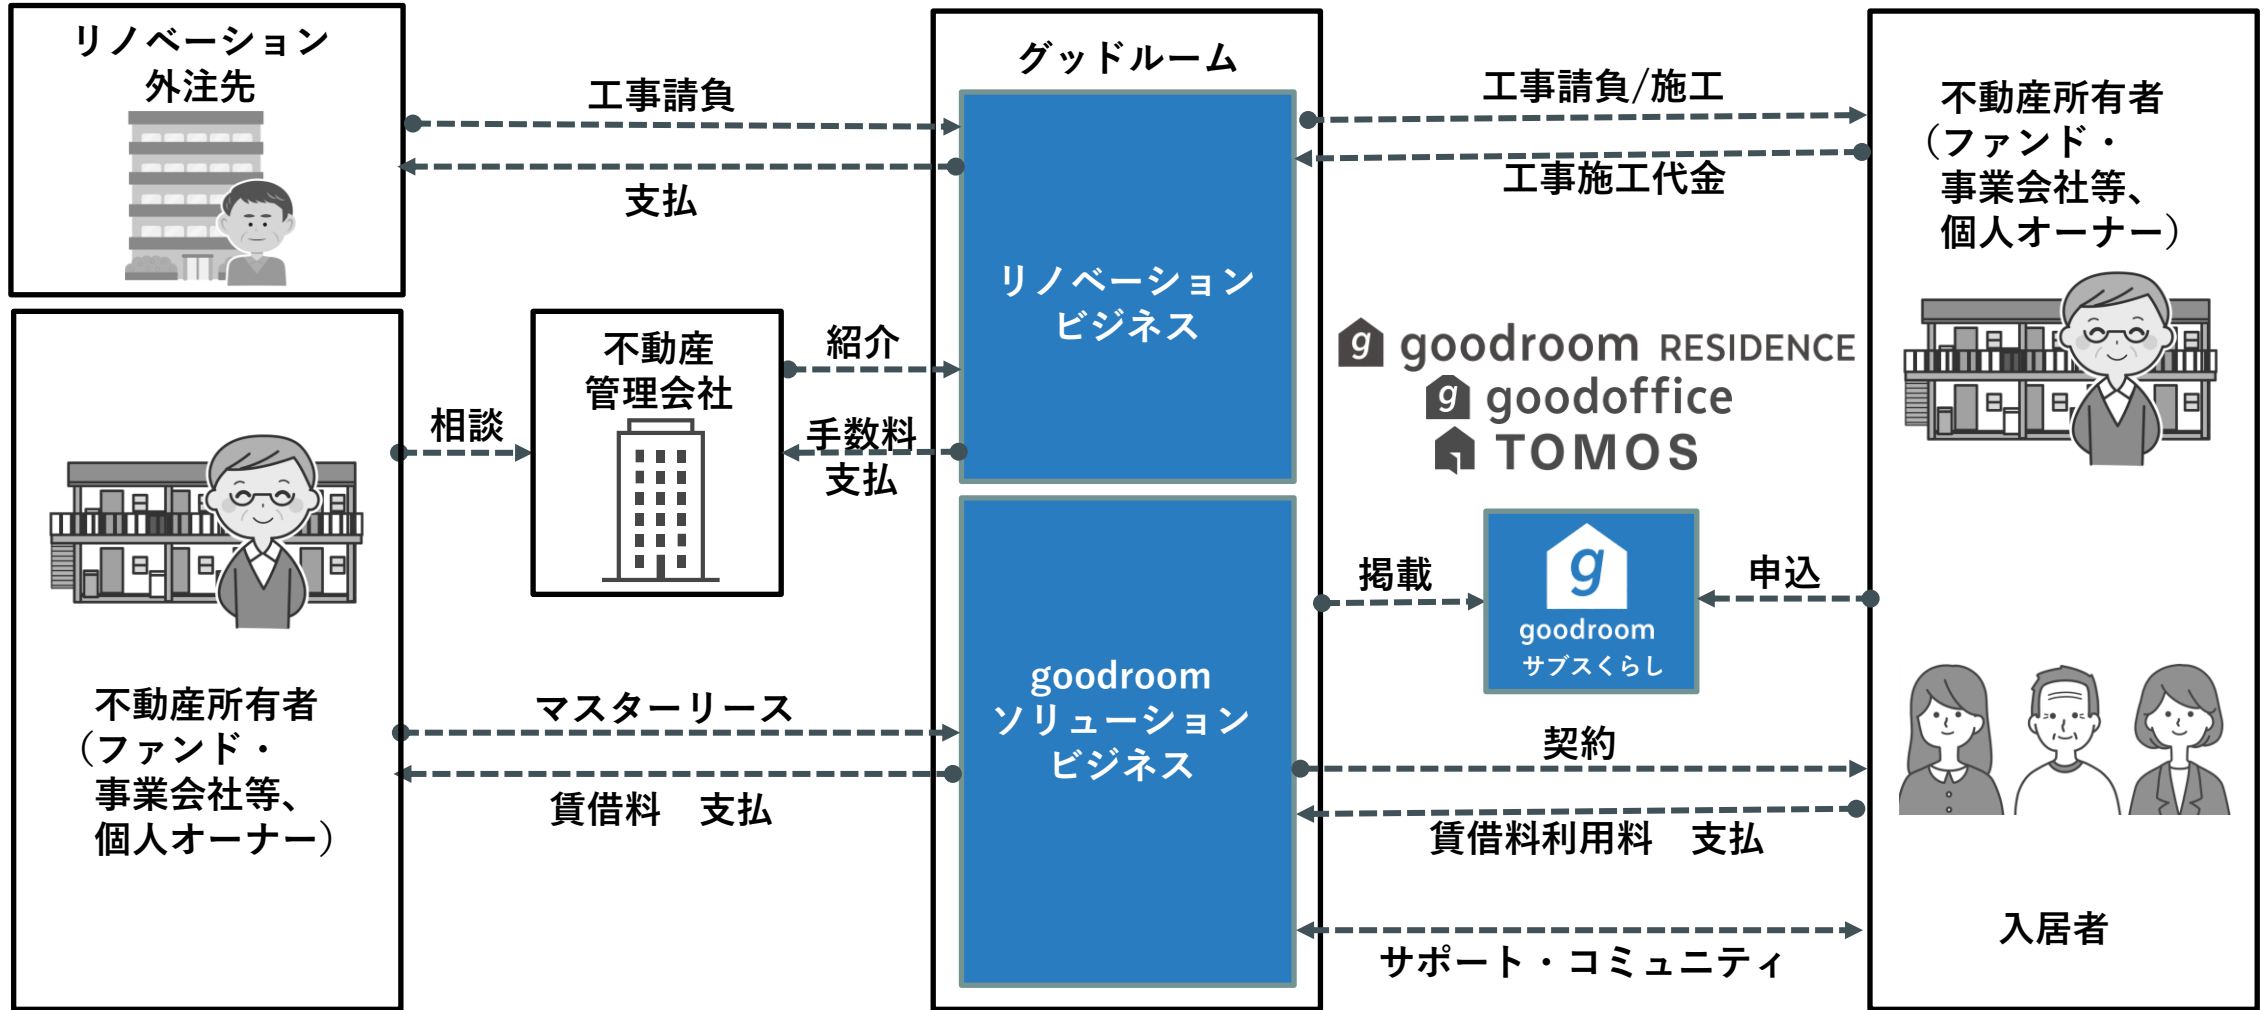 リノベーション
外注先
工事請負
支払
グッドルーム
リノベーション
ビジネス
工事請負/施工
工事施工代金
不動産所有者
（ファンド・
事業会社等、
個人オーナー）
不動産
管理会社
紹介
手数料
支払
相談
g goodroom RESIDENCE
g goodoffice
TOMOS
不動産所有者
（ファンド・
事業会社等、
個人オーナー）
マスターリース
賃借料　支払
goodroom
ソリューション
ビジネス
掲載
g
goodroom
サブスくらし
申込
契約
賃借料利用料　支払
サポート・コミュニティ
入居者